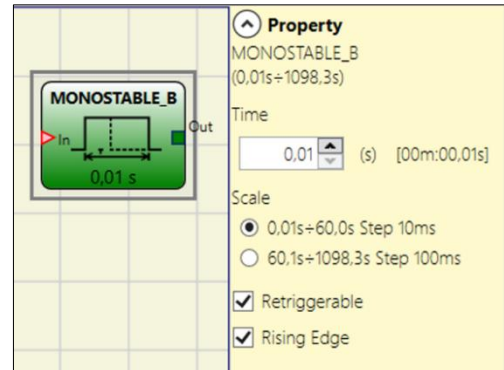 MONOSTABLE_B
In
Out
0,01 s
Property
MONOSTABLE_B
(0,01s÷1098,3s)
Time
0,01 (s) [00m:00,01s]
Scale
0,01s÷60,0s Step 10ms
60,1s÷1098,3s Step 100ms
Retriggerable
Rising Edge